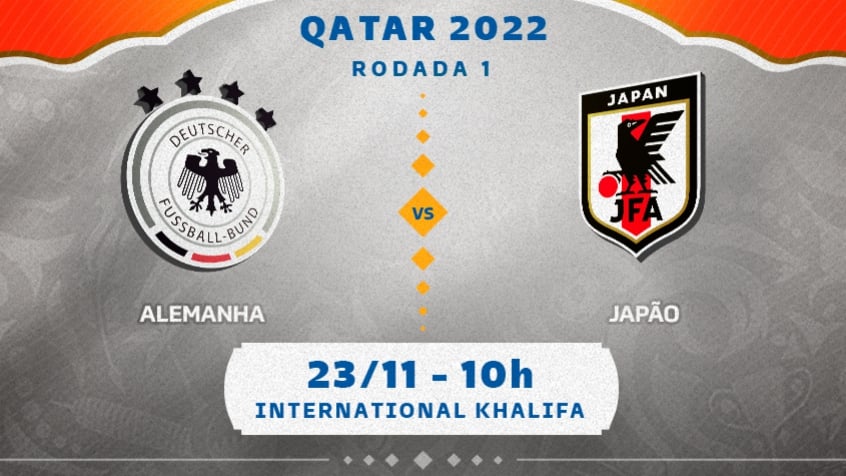 QATAR 2022
RODADA 1
DEUTSCHER
FUSSBALL-BUND
JAPAN
JFA
VS
ALEMANHA
JAPÃO
23/11 - 10h
INTERNATIONAL KHALIFA